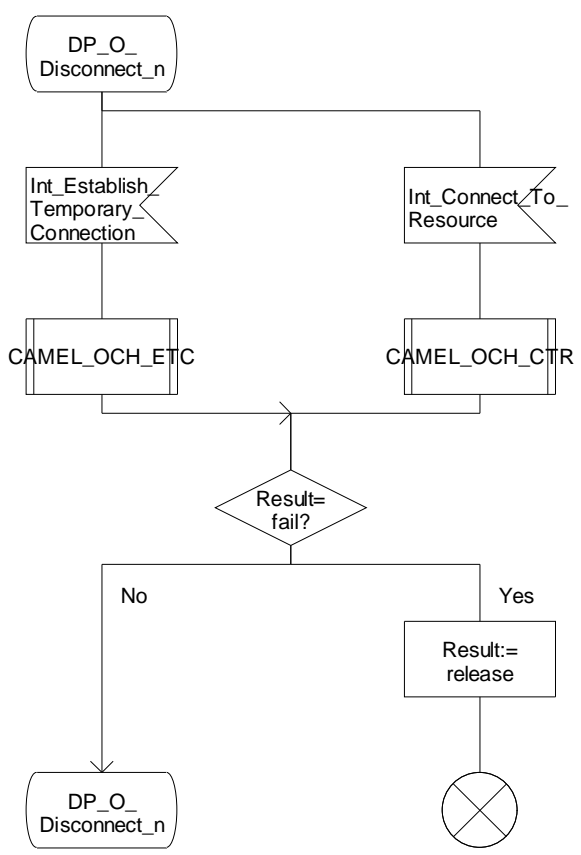 DP_O_
Disconnect_n
Int_Establish_
Temporary_
Connection
Int_Connect_To_
Resource
CAMEL_OCH_ETC
CAMEL_OCH_CTR
Result=
fail?
No
Yes
Result:=
release
DP_O_
Disconnect_n